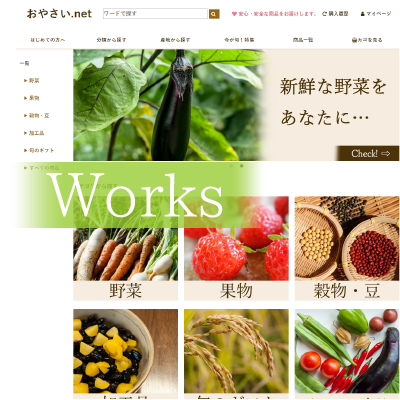 おやさい.net
ワードで探す
安心・安全な商品をお届けします。
購入履歴
マイページ
はじめての方へ
分類から探す
産地から探す
今が旬！特集
商品一覧
カゴを見る
一覧
野菜
果物
穀物・豆
加工品
旬のギフト
すべての商品
新鮮な野菜を
あなたに…
Check! ⇨
Works
野菜
果物
穀物・豆